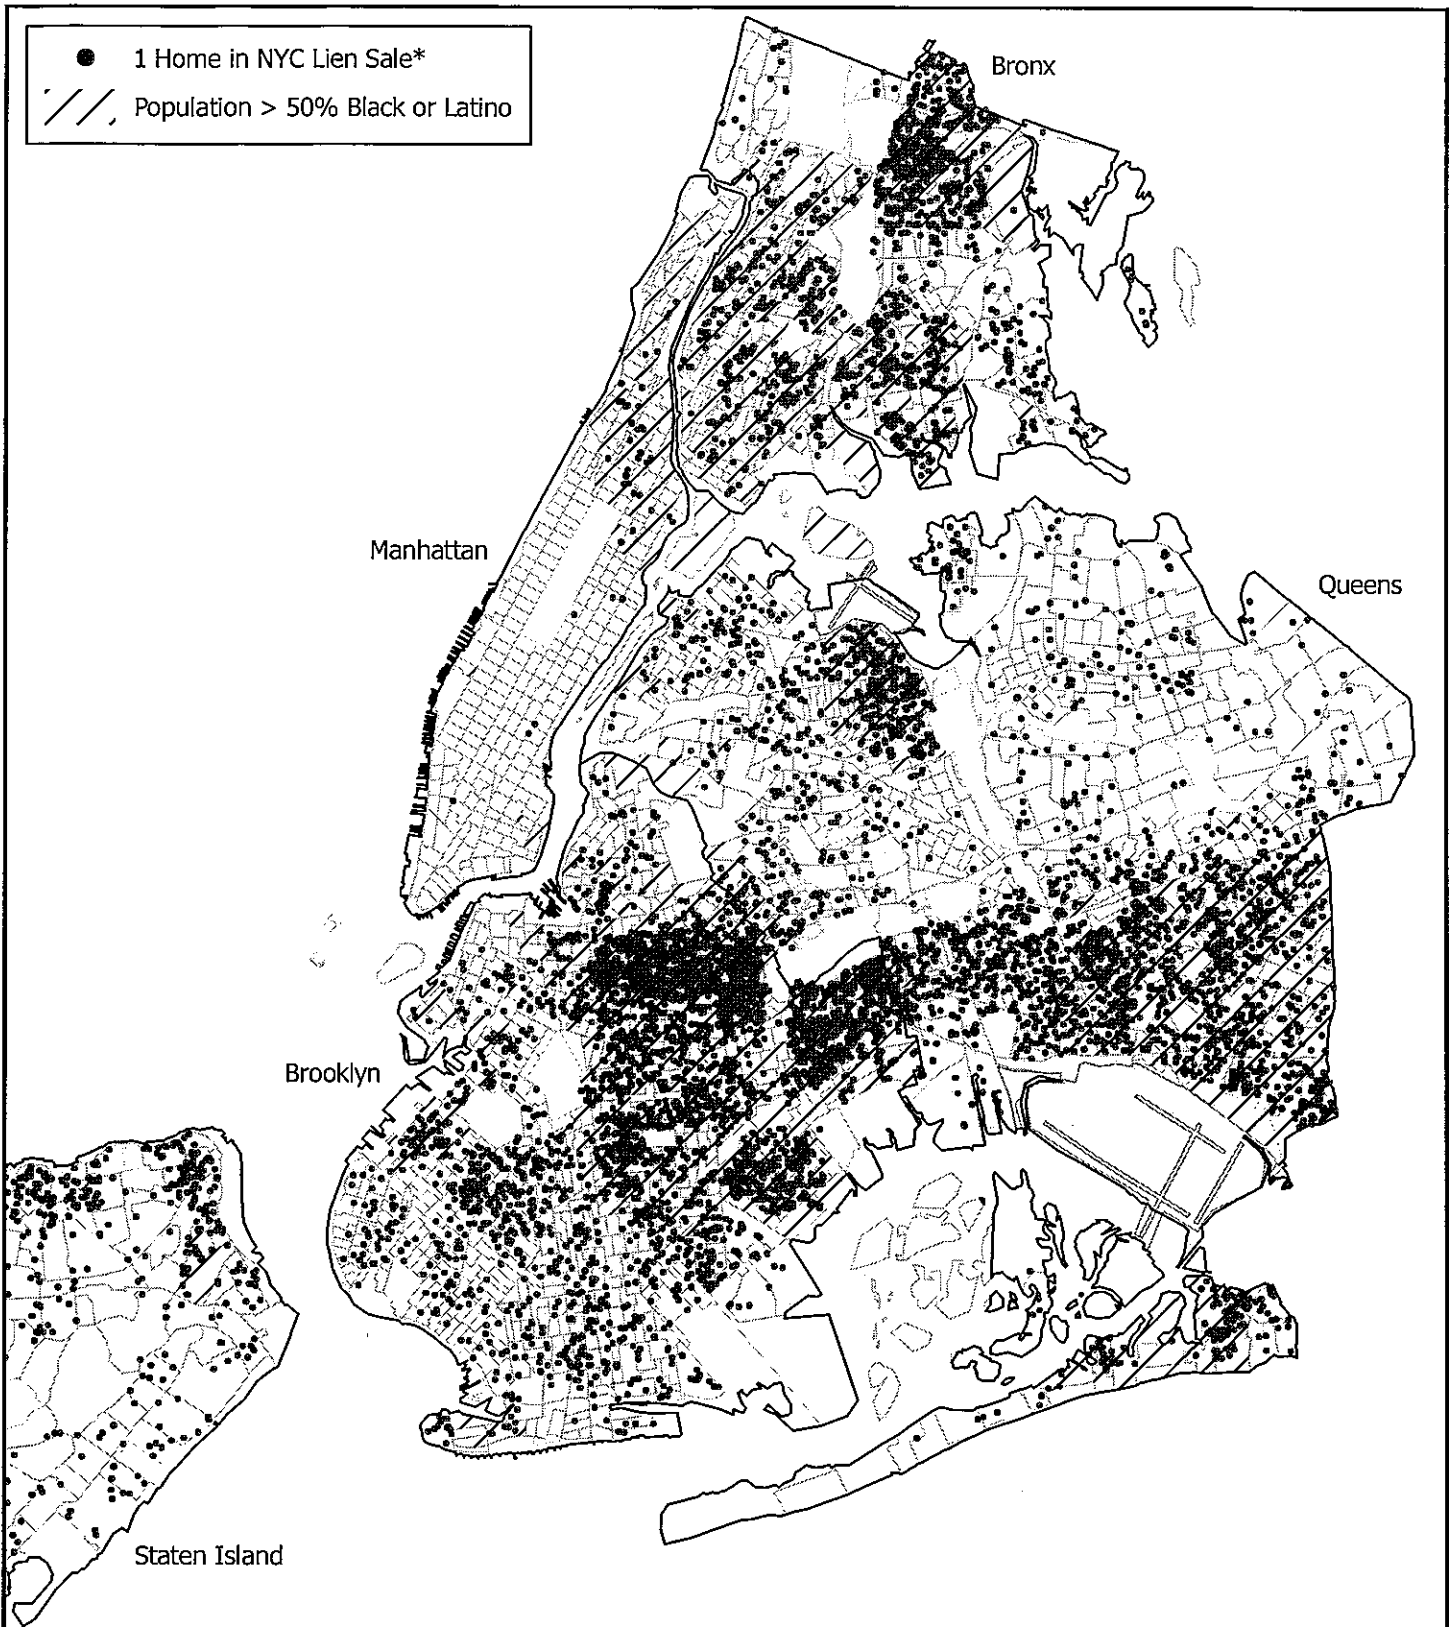 1 Home in NYC Lien Sale*
Population > 50% Black or Latino
Bronx
Manhattan
Queens
Brooklyn
Staten Island